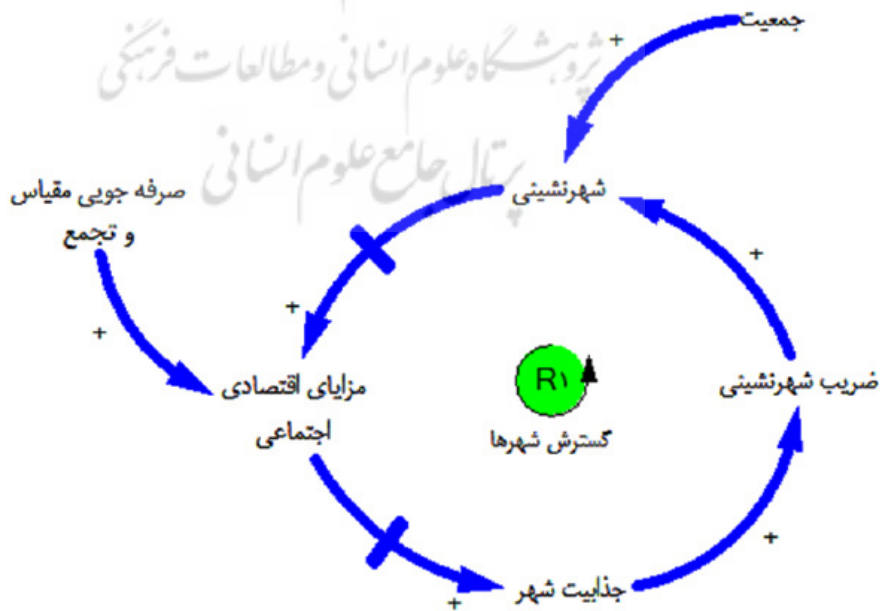 جمعیت
+
پژوهشگاه علوم انسانی و مطالعات فرهنگی
پرتال جامع علوم انسانی
شهرنشینی
صرفه جویی مقیاس
و تجمع
+
+
+
مزایای اقتصادی
اجتماعی
R۱
گسترش شهرها
ضریب شهرنشینی
+
جذابیت شهر
+